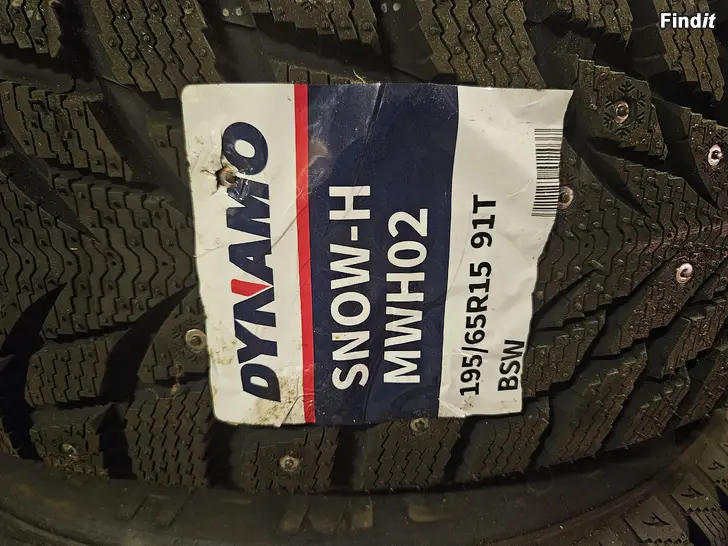 Findit
DYNAMO
SNOW-H
MWH02
195/65R15 91T
BSW